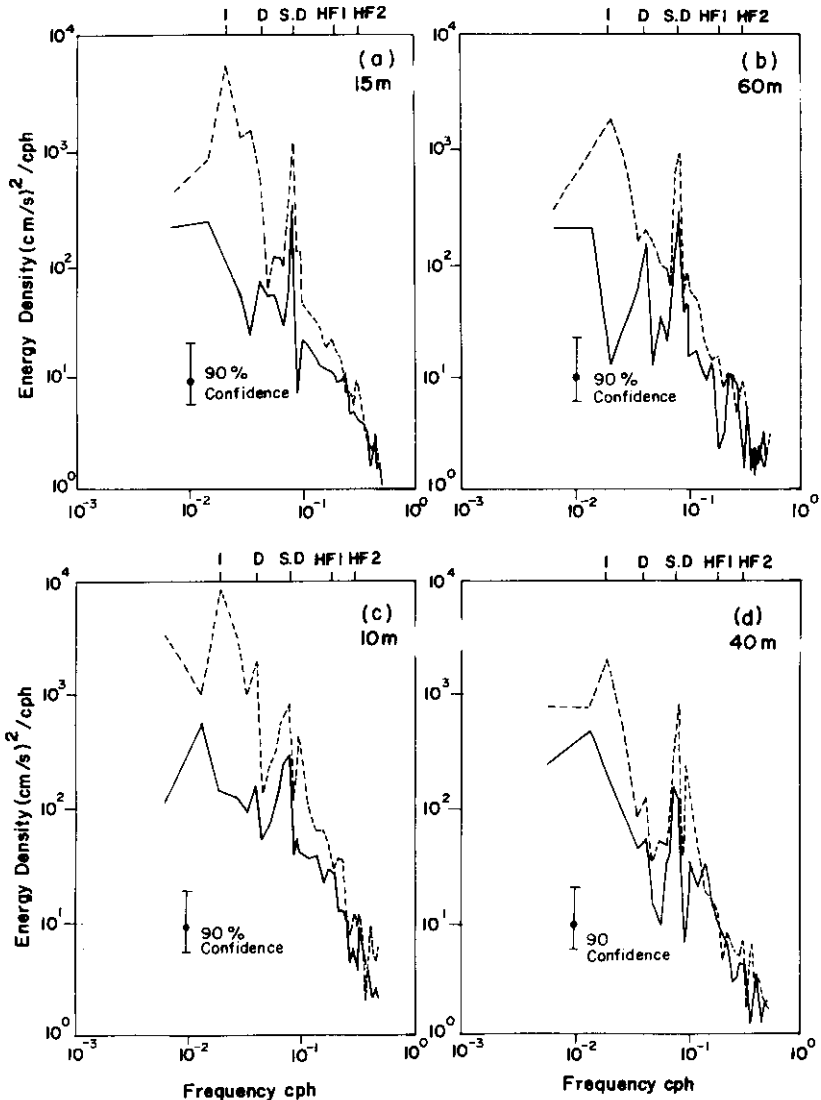 I D S.D HF1 HF2
(a)
15m
10⁴
10³
10²
10¹
10⁰
Energy Density (cm/s)²/cph
90 %
Confidence
10⁻³ 10⁻² 10⁻¹ 10⁰
I D S.D HF1 HF2
(b)
60m
10⁴
10³
10²
10¹
10⁰
90 %
Confidence
10⁻³ 10⁻² 10⁻¹ 10⁰
I D S.D HF1 HF2
(c)
10m
10⁴
10³
10²
10¹
10⁰
Energy Density (cm/s)²/cph
90 %
Confidence
10⁻³ 10⁻² 10⁻¹ 10⁰
Frequency cph
I D S.D HF1 HF2
(d)
40m
10⁴
10³
10²
10¹
10⁰
90
Confidence
10⁻³ 10⁻² 10⁻¹ 10⁰
Frequency cph